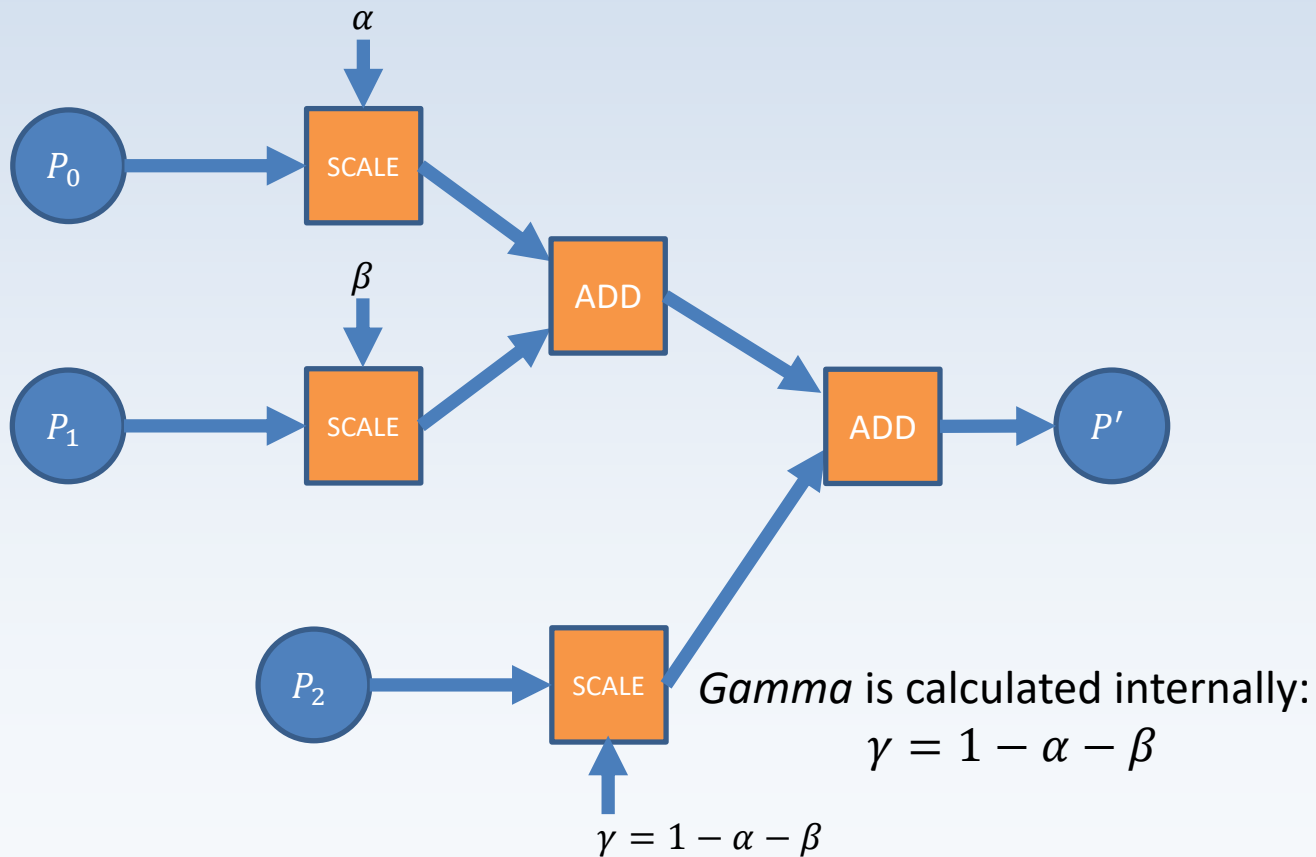 α
P₀
SCALE
β
ADD
P₁
SCALE
ADD
P′
P₂
SCALE
Gamma is calculated internally:
γ = 1 − α − β
γ = 1 − α − β